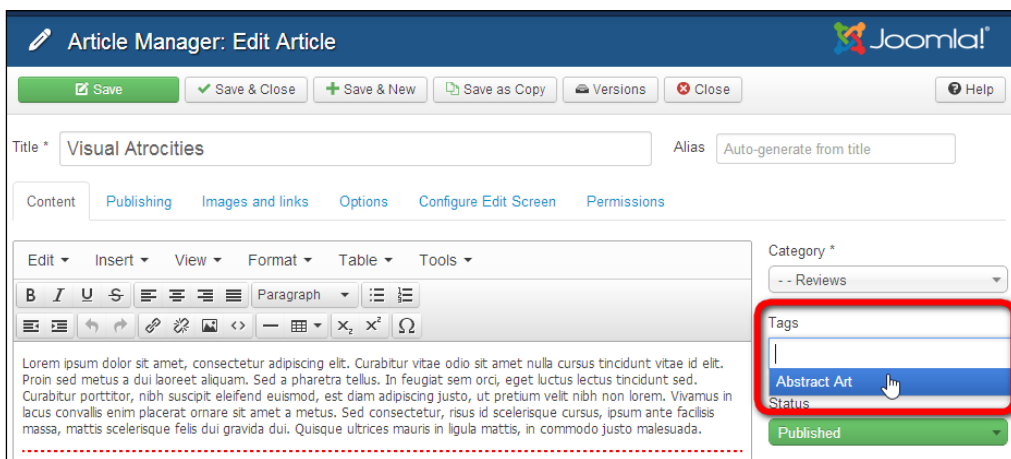 Article Manager: Edit Article
Joomla!®
Save
Save & Close
Save & New
Save as Copy
Versions
Close
Help
Title *
Visual Atrocities
Alias
Auto-generate from title
Content
Publishing
Images and links
Options
Configure Edit Screen
Permissions
Edit
Insert
View
Format
Table
Tools
B I U S
Paragraph
x₂ x² Ω
Lorem ipsum dolor sit amet, consectetur adipiscing elit. Curabitur vitae odio sit amet nulla cursus tincidunt vitae id elit.
Proin sed metus a dui laoreet aliquam. Sed a pharetra tellus. In feugiat sem orci, eget luctus lectus tincidunt sed.
Curabitur porttitor, nibh suscipit eleifend euismod, est diam adipiscing justo, ut pretium velit nibh non lorem. Vivamus in
lacus convallis enim placerat ornare sit amet a metus. Sed consectetur, risus id scelerisque cursus, ipsum ante facilisis
massa, mattis scelerisque felis dui gravida dui. Quisque ultrices mauris in ligula mattis, in commodo justo malesuada.
Category *
- - Reviews
Tags
Abstract Art
Status
Published